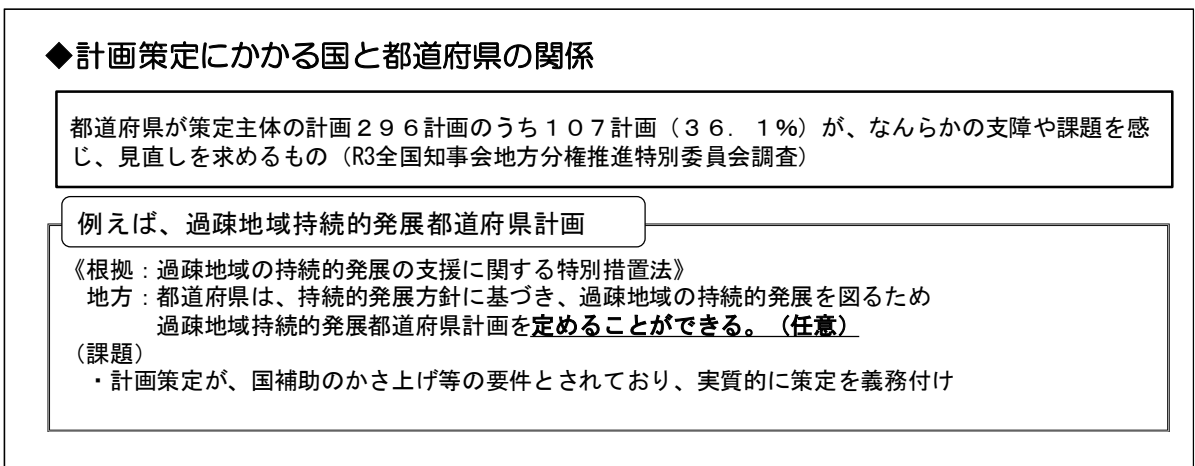 ◆計画策定にかかる国と都道府県の関係
都道府県が策定主体の計画２９６計画のうち１０７計画（３６．１%）が、なんらかの支障や課題を感
じ、見直しを求めるもの（R3全国知事会地方分権推進特別委員会調査）
例えば、過疎地域持続的発展都道府県計画
《根拠：過疎地域の持続的発展の支援に関する特別措置法》
地方：都道府県は、持続的発展方針に基づき、過疎地域の持続的発展を図るため
過疎地域持続的発展都道府県計画を定めることができる。（任意）
（課題）
・計画策定が、国補助のかさ上げ等の要件とされており、実質的に策定を義務付け